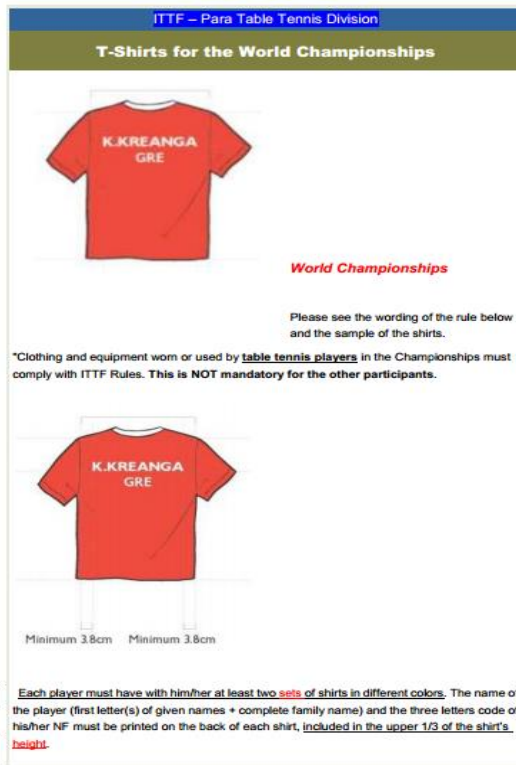 ITTF – Para Table Tennis Division
T-Shirts for the World Championships
K.KREANGA
GRE
World Championships
Please see the wording of the rule below
and the sample of the shirts.
"Clothing and equipment worn or used by table tennis players in the Championships must
comply with ITTF Rules. This is NOT mandatory for the other participants.
K.KREANGA
GRE
Minimum 3.8cm Minimum 3.8cm
Each player must have with him/her at least two sets of shirts in different colors. The name of
the player (first letter(s) of given names + complete family name) and the three letters code of
his/her NF must be printed on the back of each shirt, included in the upper 1/3 of the shirt's
height.